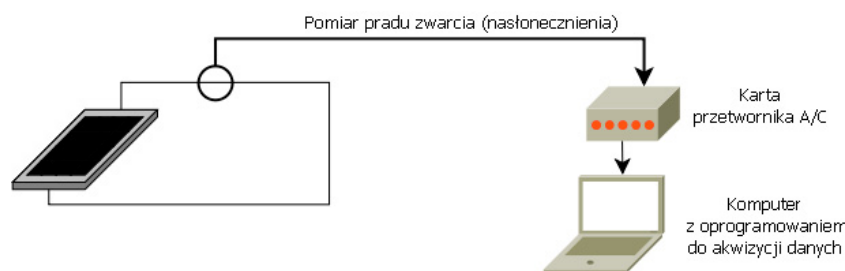 Pomiar pradu zwarcia (nasłonecznienia)
Karta
przetwornika A/C
Komputer
z oprogramowaniem
do akwizycji danych